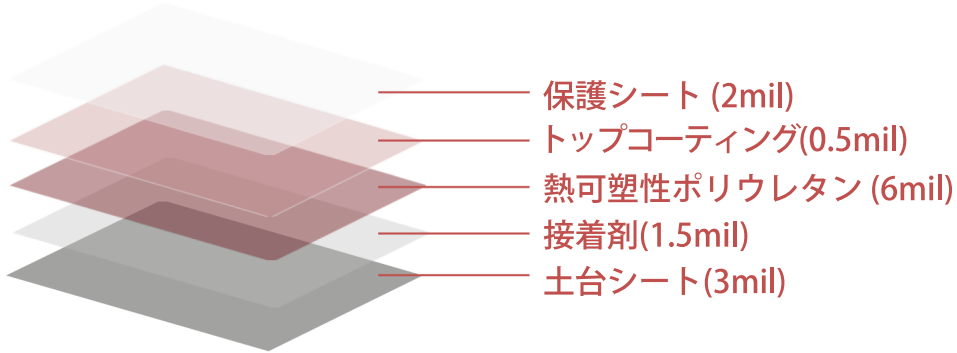 保護シート (2mil)
トップコーティング(0.5mil)
熱可塑性ポリウレタン (6mil)
接着剤(1.5mil)
土台シート(3mil)